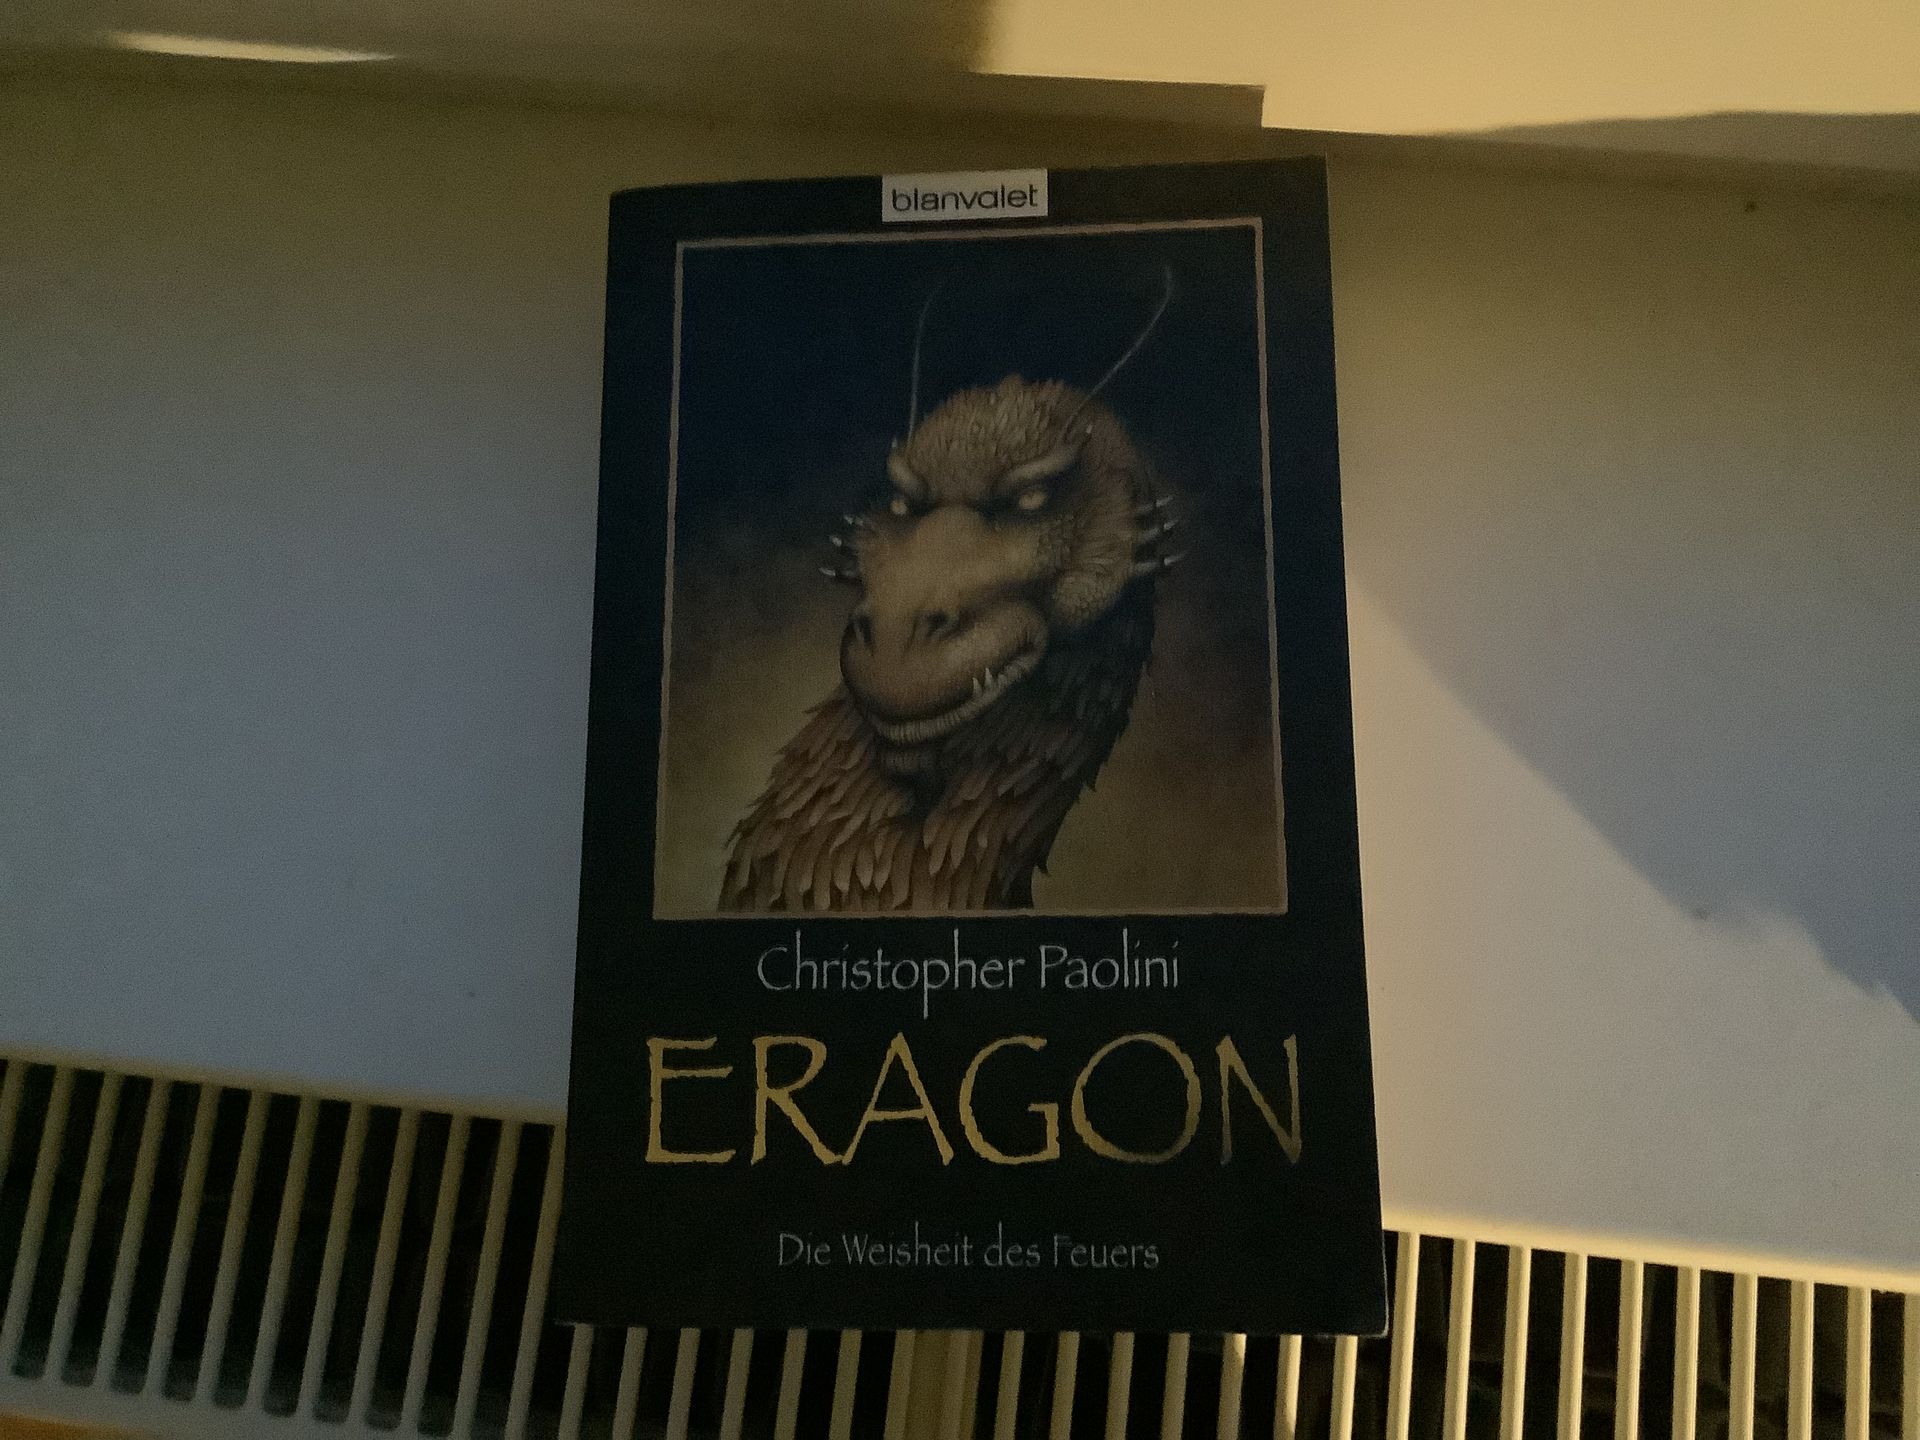 blanvalet
Christopher Paolini
ERAGON
Die Weisheit des Feuers